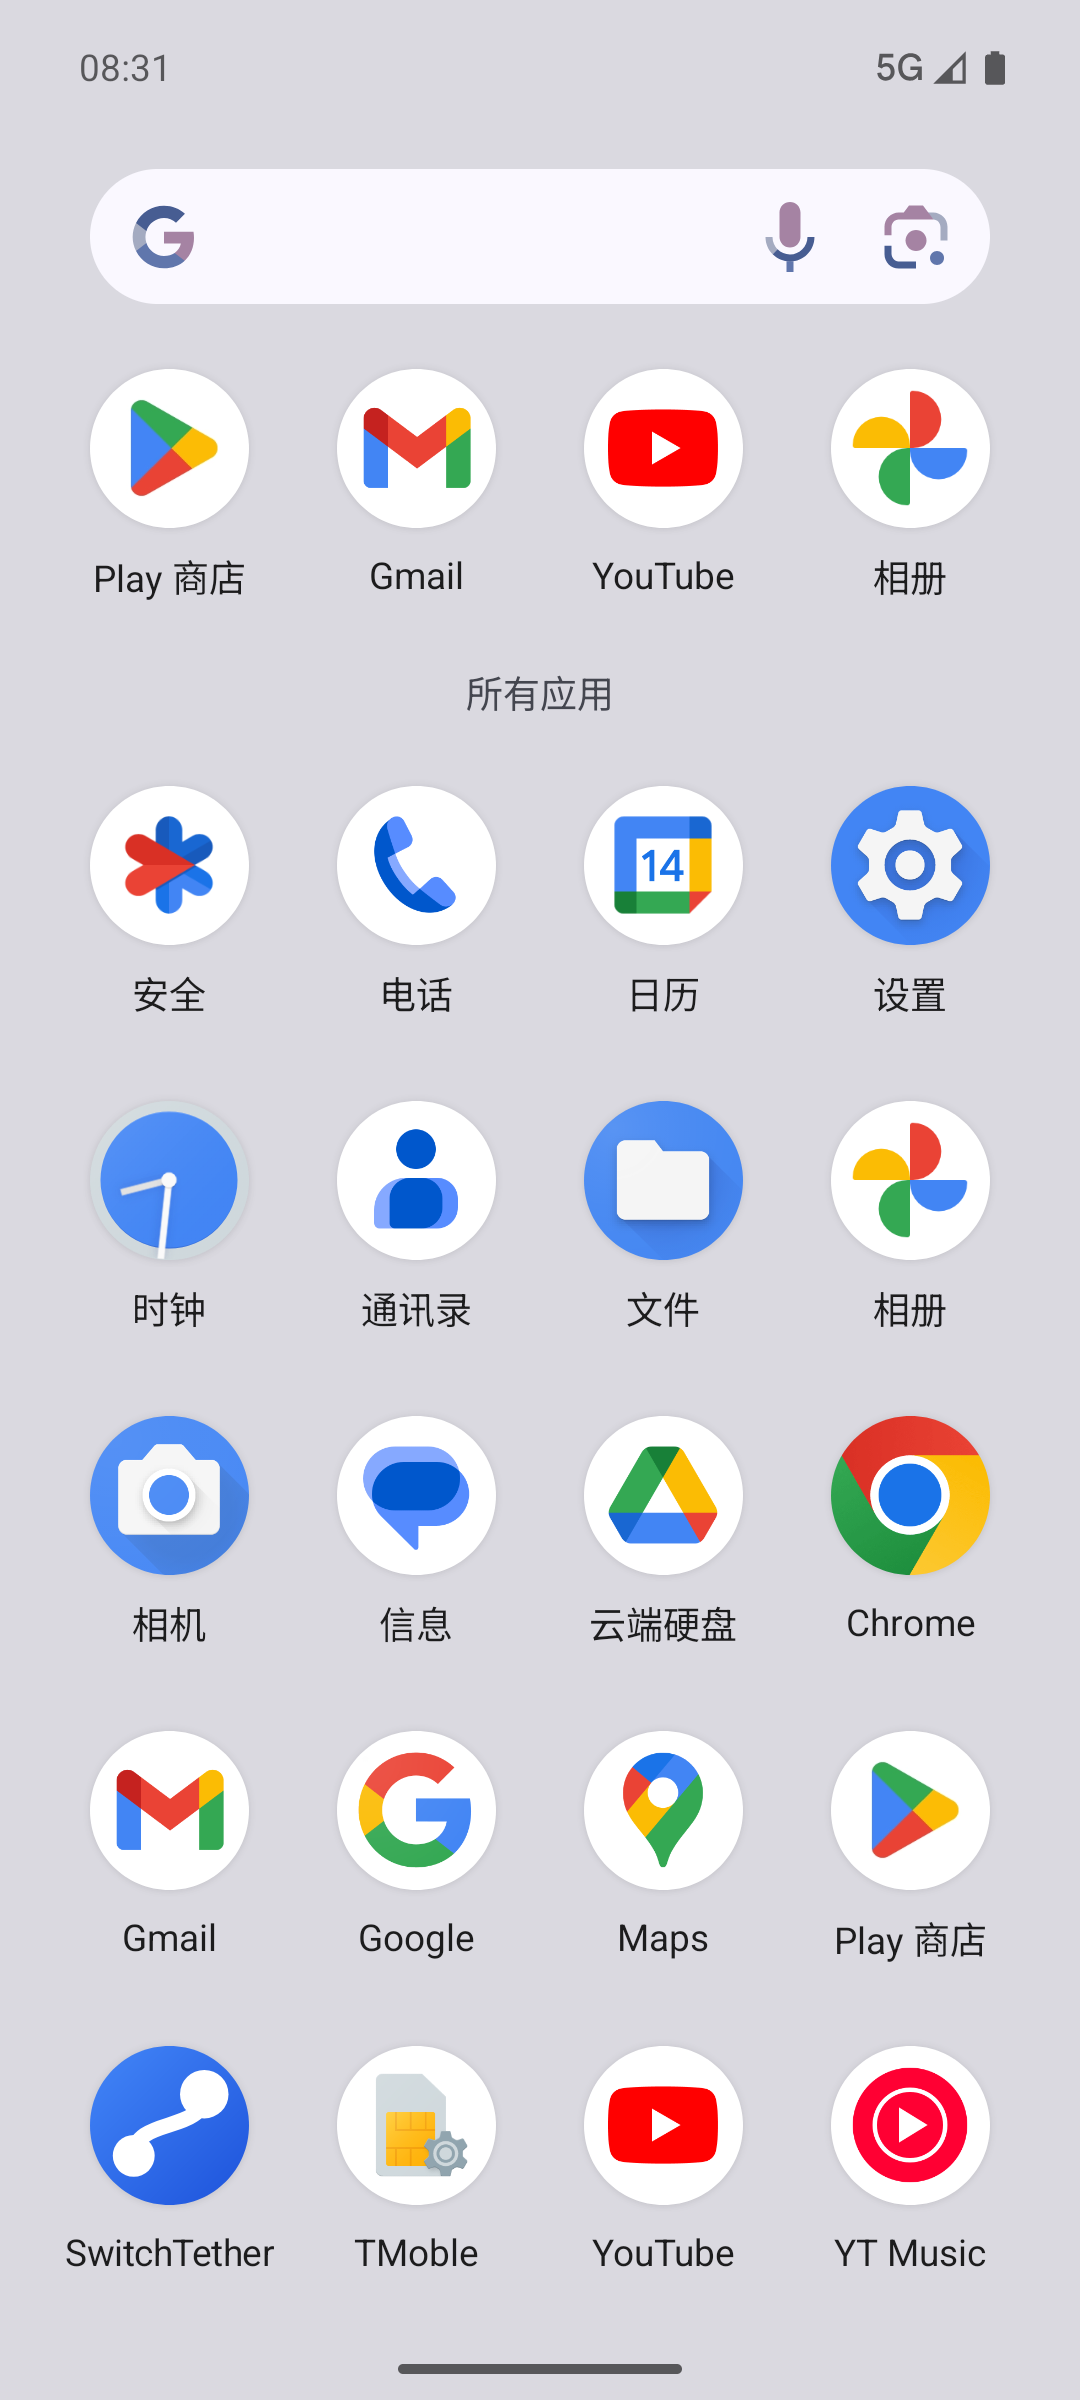 08:31
5G
Play 商店
Gmail
YouTube
相册
所有应用
14
安全
电话
日历
设置
时钟
通讯录
文件
相册
相机
信息
云端硬盘
Chrome
Gmail
Google
Maps
Play 商店
SwitchTether
TMoble
YouTube
YT Music